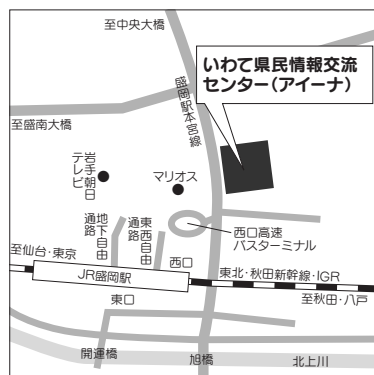 至中央大橋
盛岡駅本宮線
いわて県民情報交流
センター（アイーナ）
至盛南大橋
岩手朝日
テレビ
マリオス
西口高速
バスターミナル
東西自由
通路
地下自由
通路
至仙台・東京
西口
JR盛岡駅
東北・秋田新幹線・IGR
東口
至秋田・八戸
開運橋
旭橋
北上川